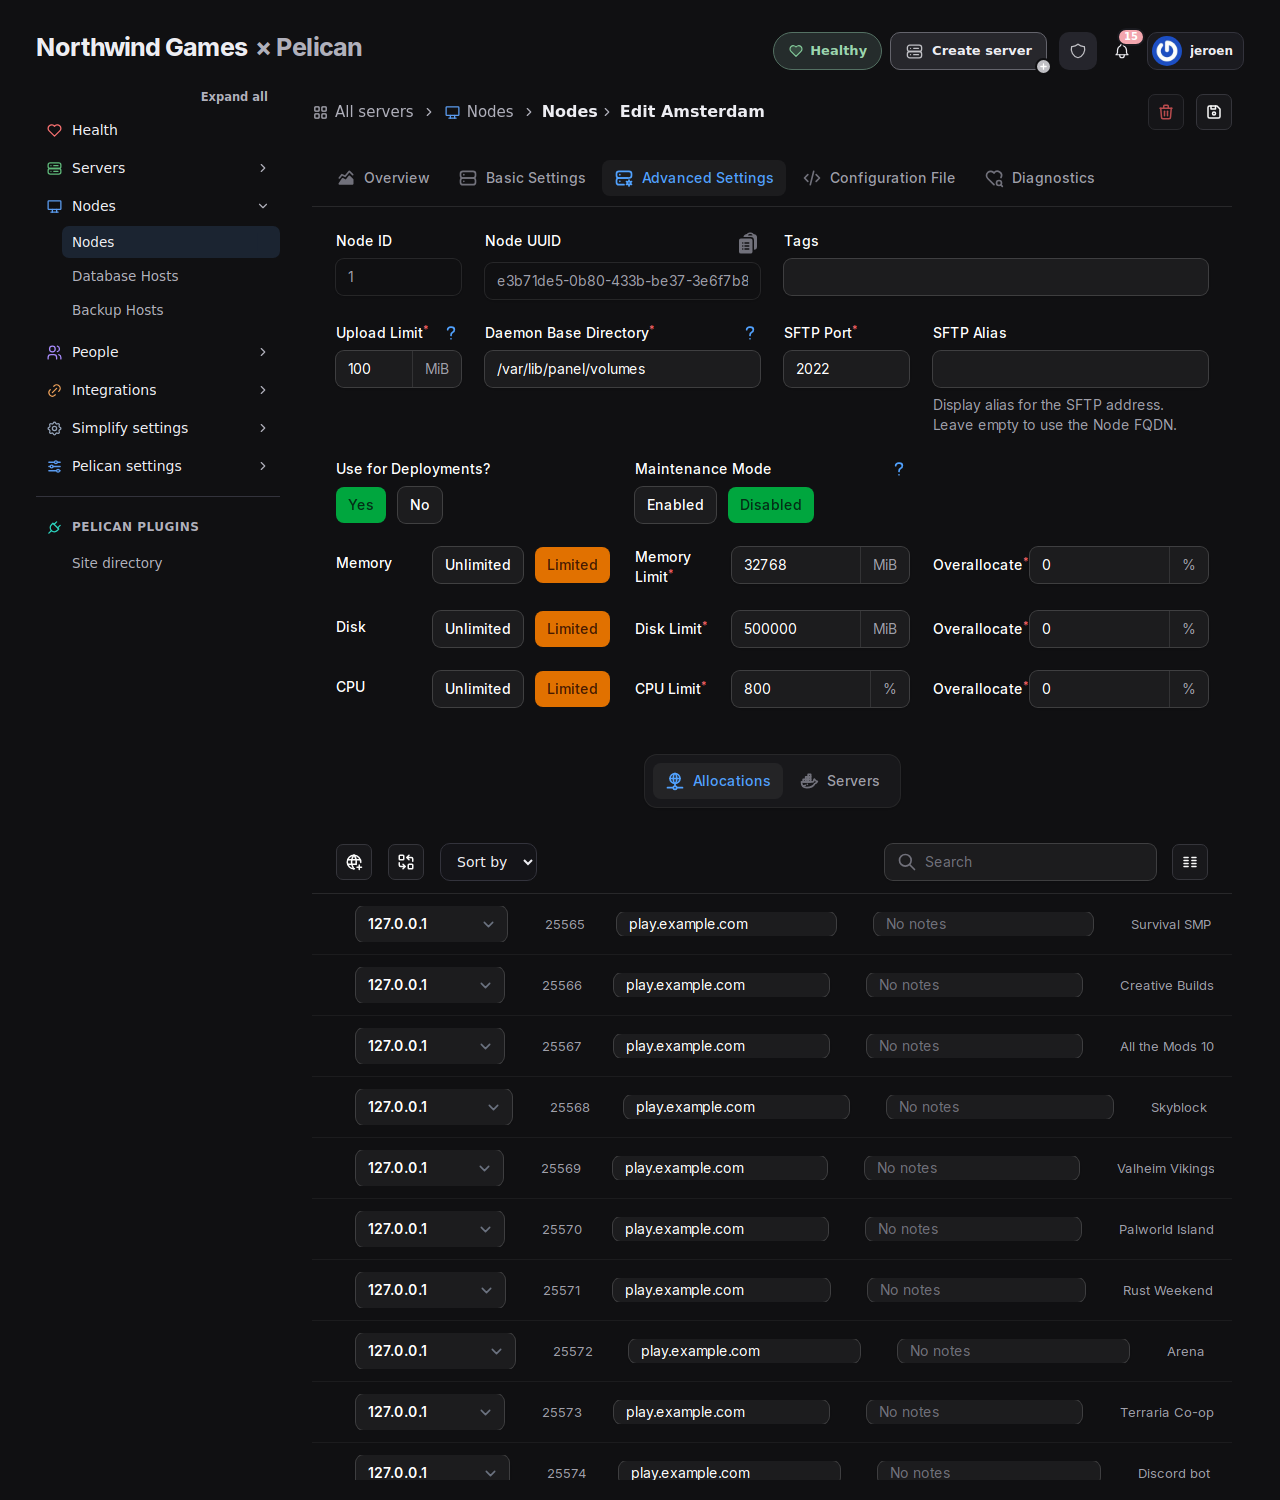 Northwind Games × Pelican
Healthy
Create server
15
jeroen
Expand all
Health
Servers
Nodes
Nodes
Database Hosts
Backup Hosts
People
Integrations
Simplify settings
Pelican settings
PELICAN PLUGINS
Site directory
All servers > Nodes > Nodes > Edit Amsterdam
Overview Basic Settings Advanced Settings Configuration File Diagnostics
Node ID Node UUID Tags
1 e3b71de5-0b80-433b-be37-3e6f7b8
Upload Limit* ? Daemon Base Directory* ? SFTP Port* SFTP Alias
100 MiB /var/lib/panel/volumes 2022
Display alias for the SFTP address.
Leave empty to use the Node FQDN.
Use for Deployments? Maintenance Mode ?
Yes No Enabled Disabled
Memory Unlimited Limited Memory Limit* 32768 MiB Overallocate* 0 %
Disk Unlimited Limited Disk Limit* 500000 MiB Overallocate* 0 %
CPU Unlimited Limited CPU Limit* 800 % Overallocate* 0 %
Allocations Servers
Sort by Search
127.0.0.1 25565 play.example.com No notes Survival SMP
127.0.0.1 25566 play.example.com No notes Creative Builds
127.0.0.1 25567 play.example.com No notes All the Mods 10
127.0.0.1 25568 play.example.com No notes Skyblock
127.0.0.1 25569 play.example.com No notes Valheim Vikings
127.0.0.1 25570 play.example.com No notes Palworld Island
127.0.0.1 25571 play.example.com No notes Rust Weekend
127.0.0.1 25572 play.example.com No notes Arena
127.0.0.1 25573 play.example.com No notes Terraria Co-op
127.0.0.1 25574 play.example.com No notes Discord bot